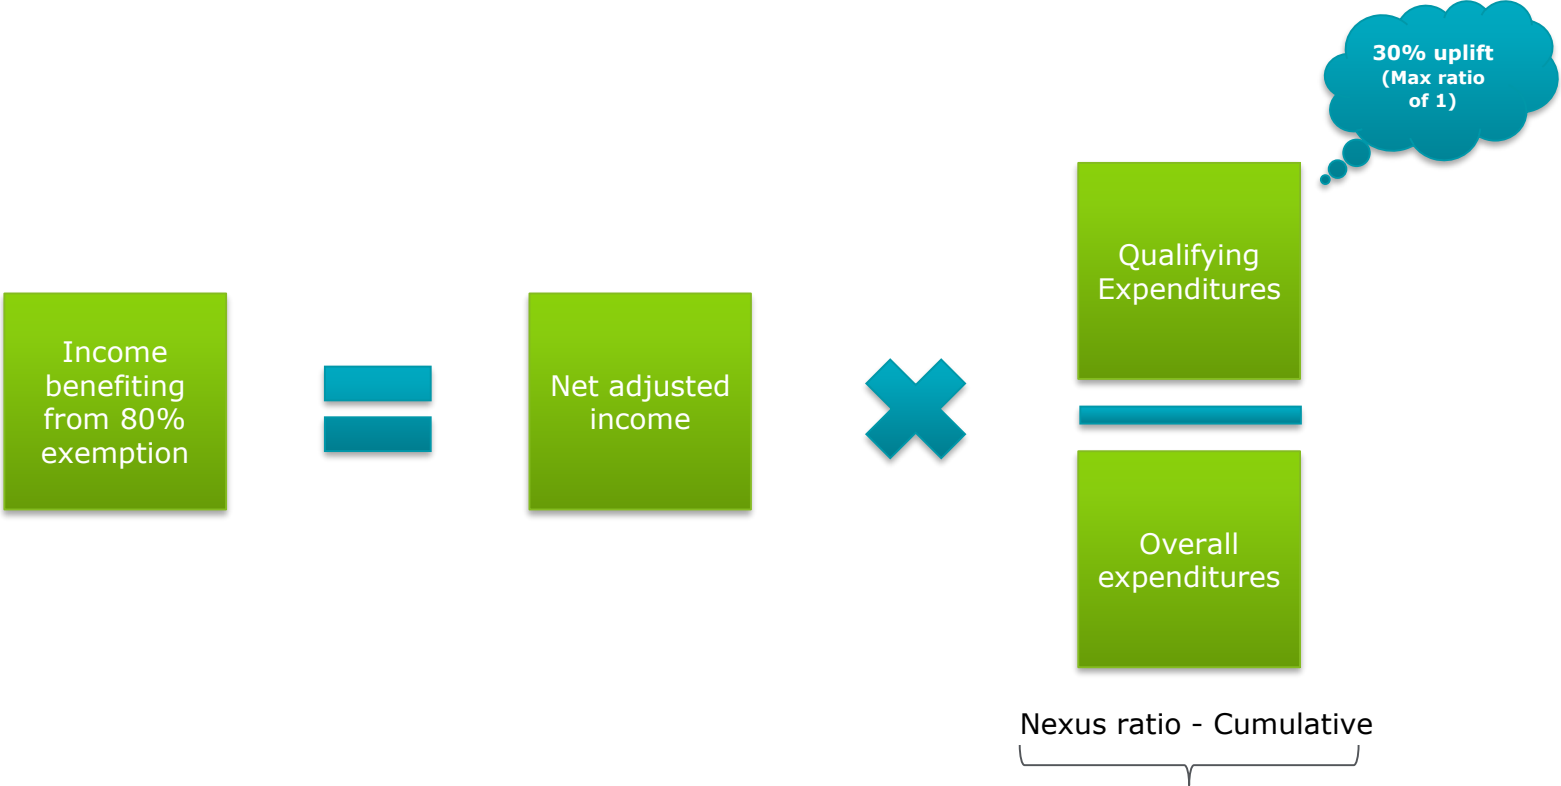 30% uplift
(Max ratio
of 1)
Qualifying
Expenditures
Income
benefiting
from 80%
exemption
Net adjusted
income
Overall
expenditures
Nexus ratio - Cumulative